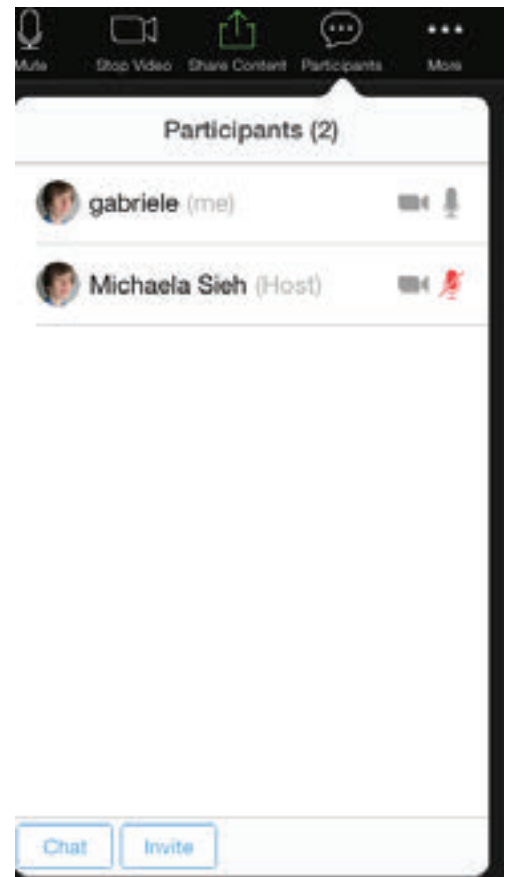 Mute Stop Video Share Content Participants More
Participants (2)
gabriele (me)
Michaela Sieh (Host)
Chat Invite